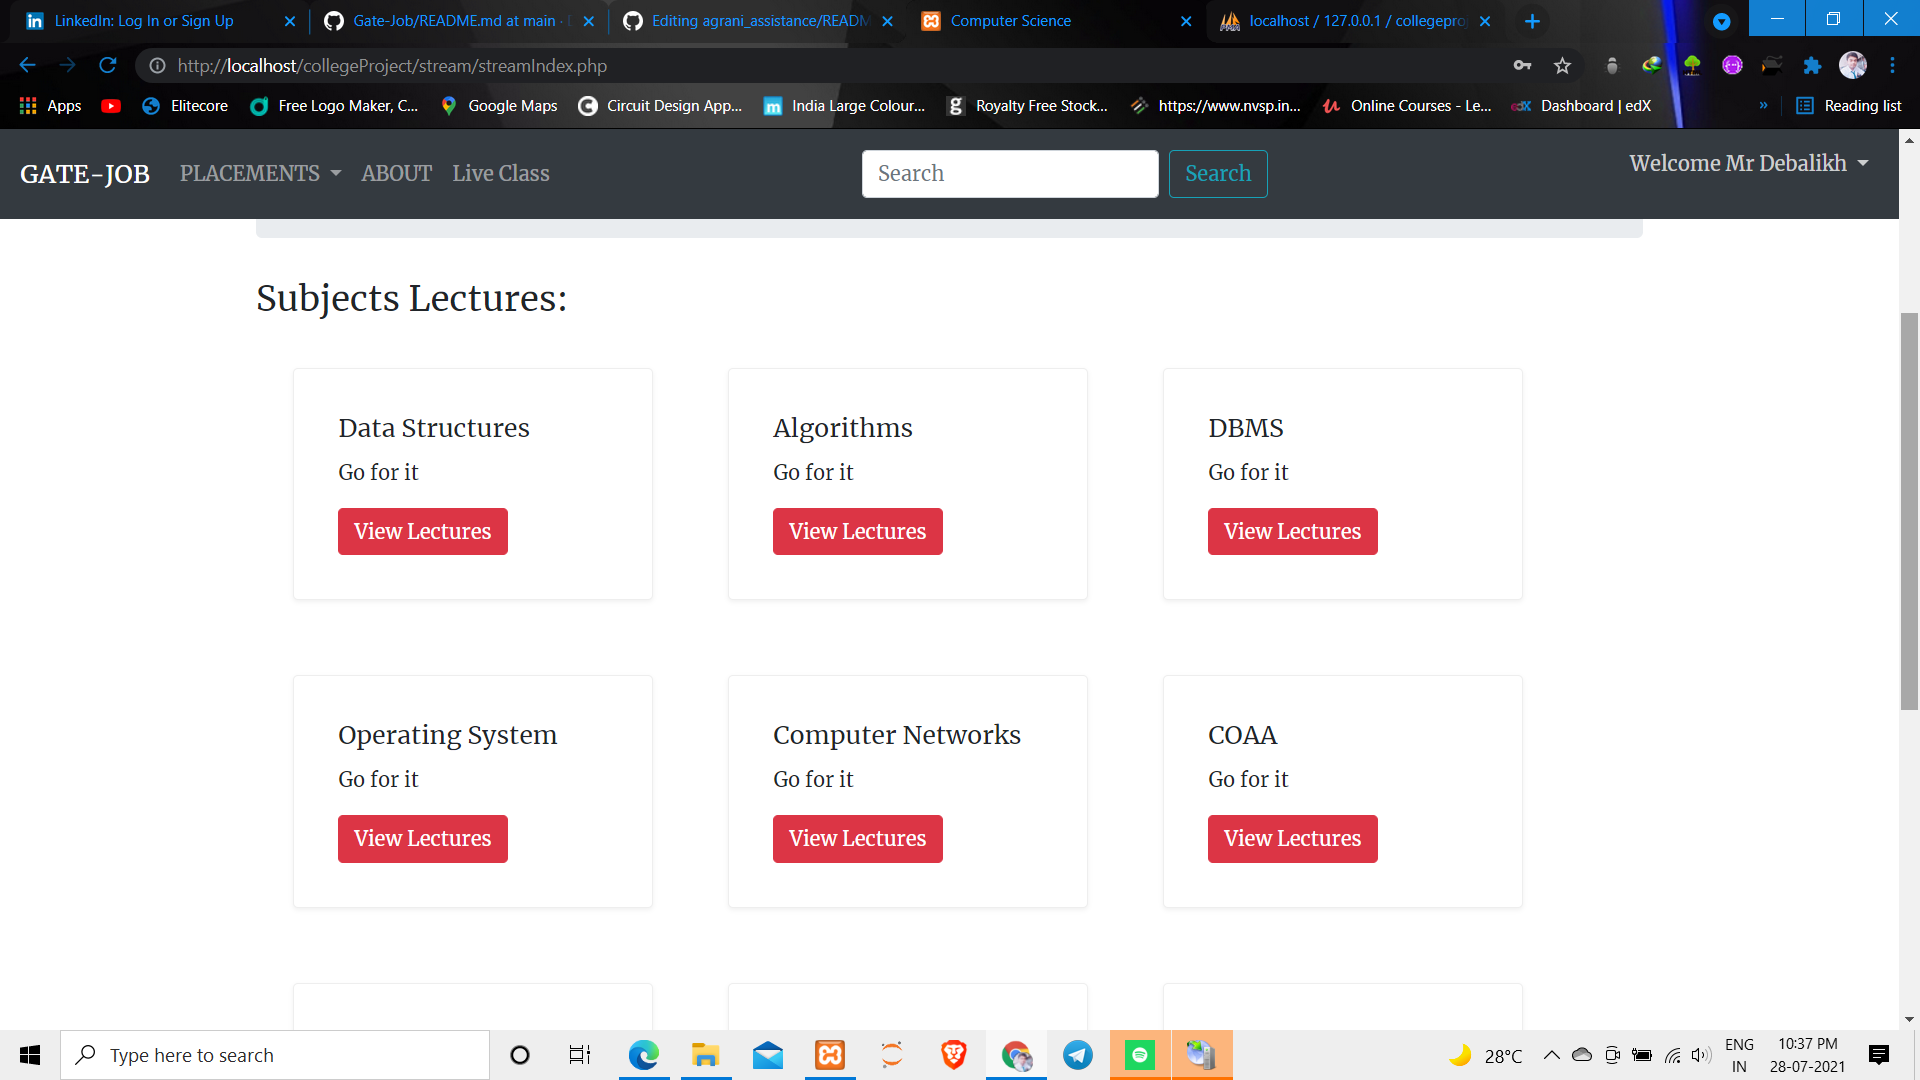 LinkedIn: Log In or Sign Up
Gate-Job/README.md at main ·
Editing agrani_assistance/READM
Computer Science
localhost / 127.0.0.1 / collegepro
http://localhost/collegeProject/stream/streamIndex.php
Apps
Elitecore
Free Logo Maker, C...
Google Maps
Circuit Design App...
India Large Colour...
Royalty Free Stock...
https://www.nvsp.in...
Online Courses - Le...
Dashboard | edX
»
Reading list
GATE-JOB
PLACEMENTS
ABOUT
Live Class
Search
Search
Welcome Mr Debalikh
Subjects Lectures:
Data Structures
Go for it
View Lectures
Algorithms
Go for it
View Lectures
DBMS
Go for it
View Lectures
Operating System
Go for it
View Lectures
Computer Networks
Go for it
View Lectures
COAA
Go for it
View Lectures
Type here to search
28°C
ENG
IN
10:37 PM
28-07-2021